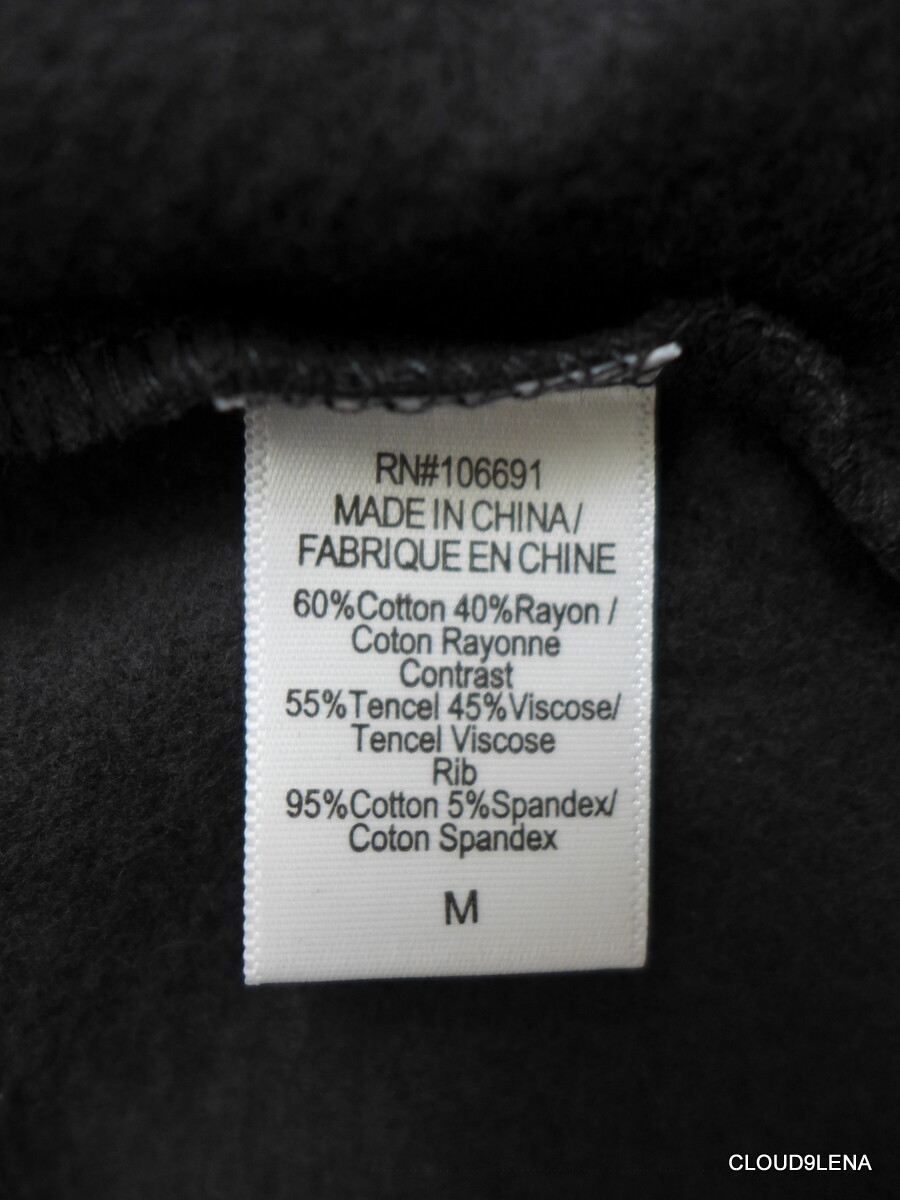 RN#106691
MADE IN CHINA/
FABRIQUE EN CHINE
60%Cotton 40%Rayon /
Coton Rayonne
Contrast
55%Tencel 45%Viscose/
Tencel Viscose
Rib
95%Cotton 5%Spandex/
Coton Spandex
M
CLOUD9LENA